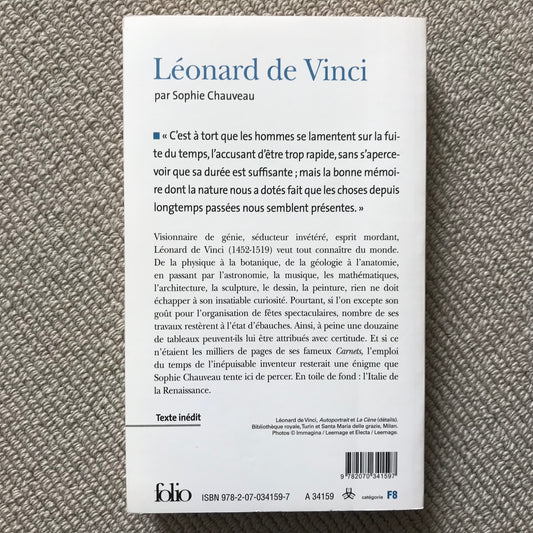 Léonard de Vinci
par Sophie Chauveau
« C'est à tort que les hommes se lamentent sur la fui-
te du temps, l'accusant d'être trop rapide, sans s'aperce-
voir que sa durée est suffisante ; mais la bonne mémoi-
re dont la nature nous a dotés fait que les choses depuis
longtemps passées nous semblent présentes. »
Visionnaire de génie, séducteur invétéré, esprit mordant,
Léonard de Vinci (1452-1519) veut tout connaître du monde.
De la physique à la botanique, de la géologie à l'anatomie,
en passant par l'astronomie, la musique, les mathématiques,
l'architecture, la sculpture, le dessin, la peinture, rien ne doit
échapper à son insatiable curiosité. Pourtant, si l'on excepte son
goût pour l'organisation de fêtes spectaculaires, nombre de ses
travaux restèrent à l'état d'ébauches. Ainsi, à peine une douzaine
de tableaux peuvent-ils lui être attribués avec certitude. Et si ce
n'étaient les milliers de pages de ses fameux Carnets, l'emploi
du temps de l'inépuisable inventeur resterait une énigme que
Sophie Chauveau tente ici de percer. En toile de fond : l'Italie de
la Renaissance.
Texte inédit
Léonard de Vinci, Autoportrait et La Cène (détails).
Bibliothèque royale, Turin et Santa Maria delle grazie, Milan.
Photos © Immagina / Leemage et Electa / Leemage.
9 782070 341597
folio
ISBN 978-2-07-034159-7
A 34159
catégorie F8